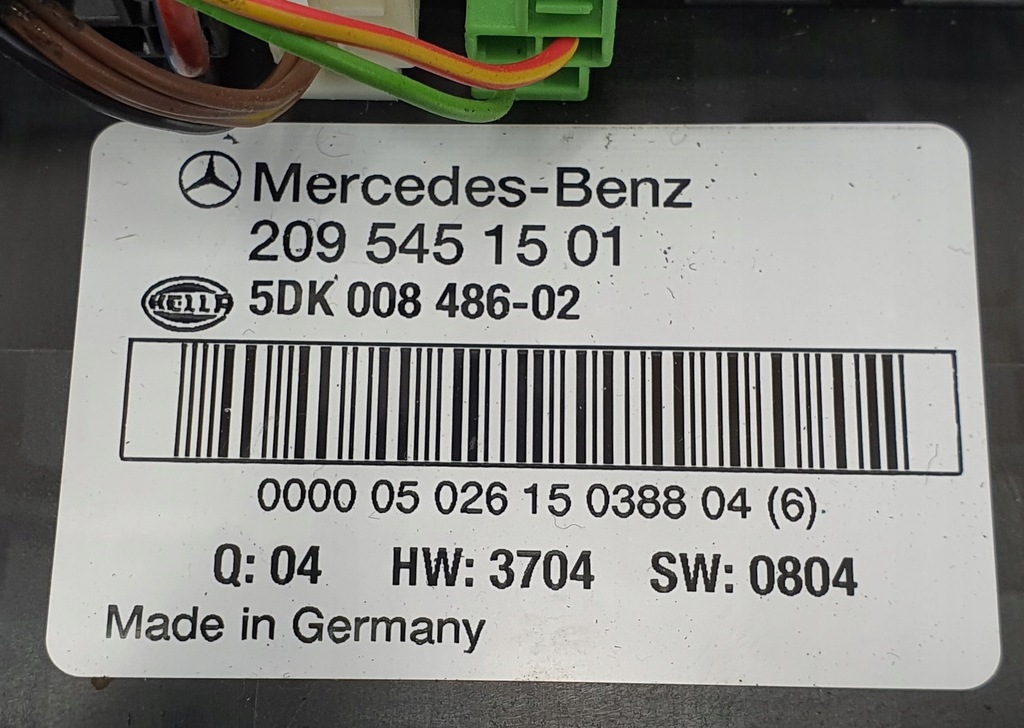 Mercedes-Benz
209 545 15 01
HELLA 5DK 008 486-02
0000 05 026 15 0388 04 (6)
Q: 04 HW: 3704 SW: 0804
Made in Germany